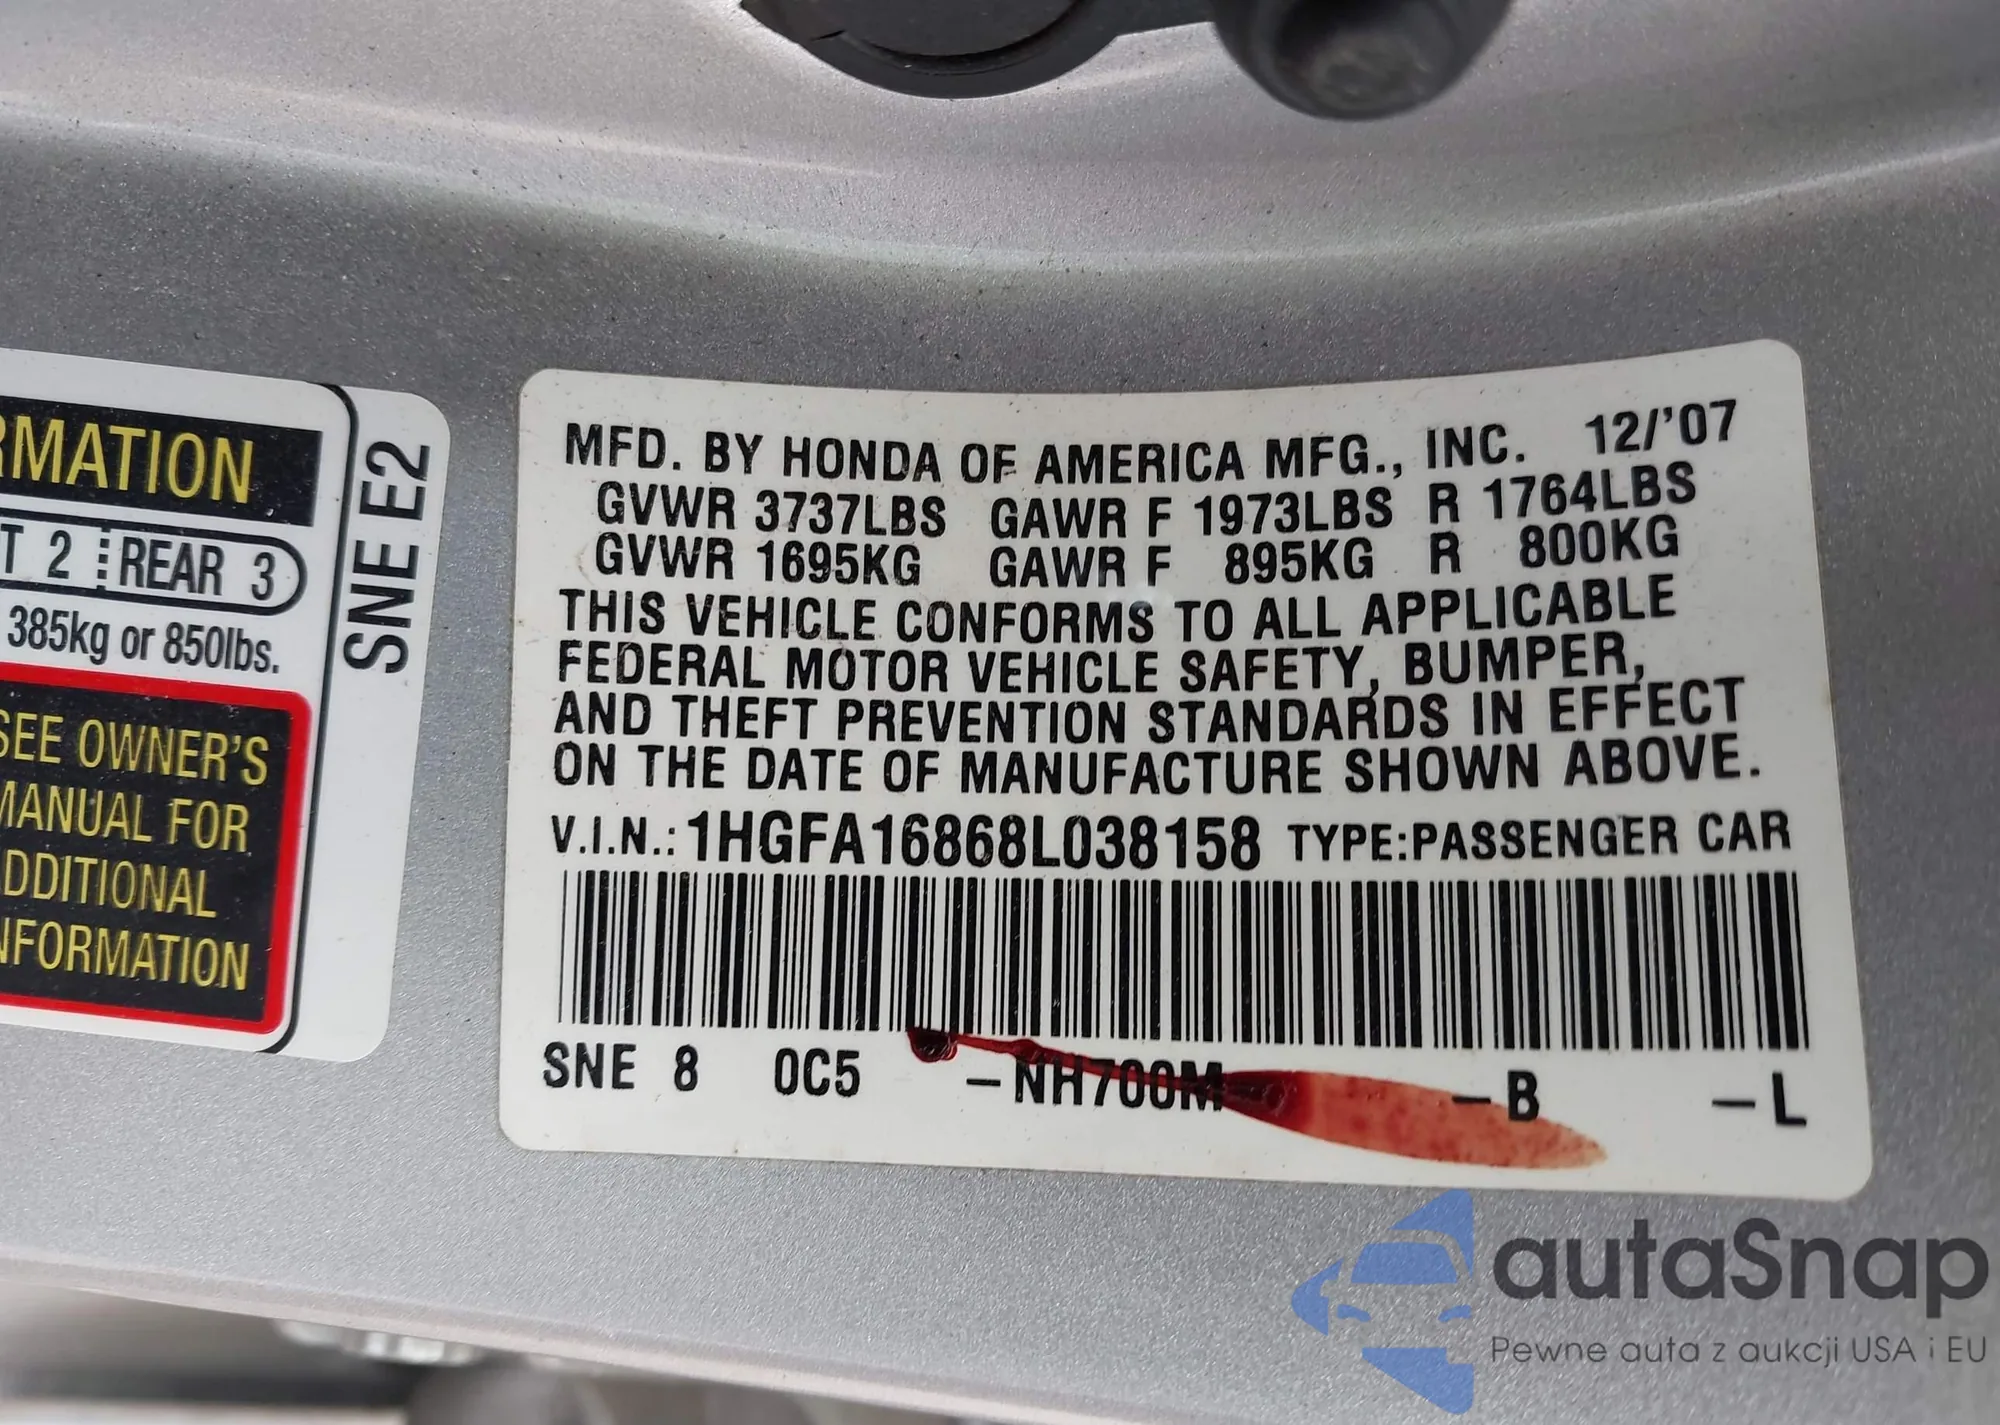 RMATION
T 2 REAR 3
385kg or 850lbs.
SEE OWNER'S
MANUAL FOR
ADDITIONAL
INFORMATION
SNE E2
MFD. BY HONDA OF AMERICA MFG., INC. 12/'07
GVWR 3737LBS GAWR F 1973LBS R 1764LBS
GVWR 1695KG GAWR F 895KG R 800KG
THIS VEHICLE CONFORMS TO ALL APPLICABLE
FEDERAL MOTOR VEHICLE SAFETY, BUMPER,
AND THEFT PREVENTION STANDARDS IN EFFECT
ON THE DATE OF MANUFACTURE SHOWN ABOVE.
V.I.N.: 1HGFA16868L038158 TYPE:PASSENGER CAR
SNE 8 0C5 -NH700M -B -L
autaSnap
Pewne auta z aukcji USA i EU